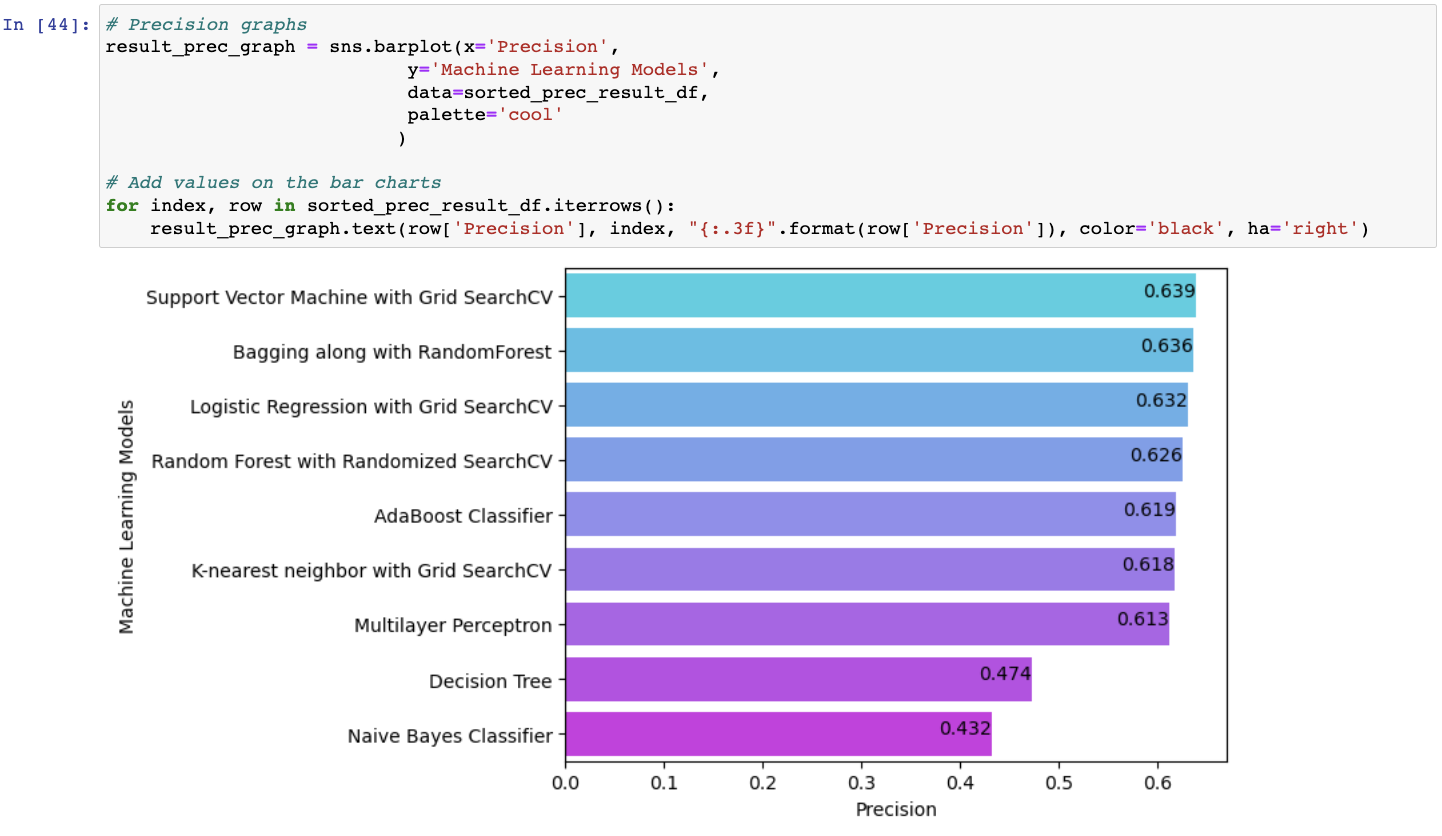 In [44]:
# Precision graphs
result_prec_graph = sns.barplot(x='Precision',
y='Machine Learning Models',
data=sorted_prec_result_df,
palette='cool'
)
# Add values on the bar charts
for index, row in sorted_prec_result_df.iterrows():
result_prec_graph.text(row['Precision'], index, "{:.3f}".format(row['Precision']), color='black', ha='right')
Machine Learning Models
Support Vector Machine with Grid SearchCV
0.639
Bagging along with RandomForest
0.636
Logistic Regression with Grid SearchCV
0.632
Random Forest with Randomized SearchCV
0.626
AdaBoost Classifier
0.619
K-nearest neighbor with Grid SearchCV
0.618
Multilayer Perceptron
0.613
Decision Tree
0.474
Naive Bayes Classifier
0.432
0.0 0.1 0.2 0.3 0.4 0.5 0.6
Precision